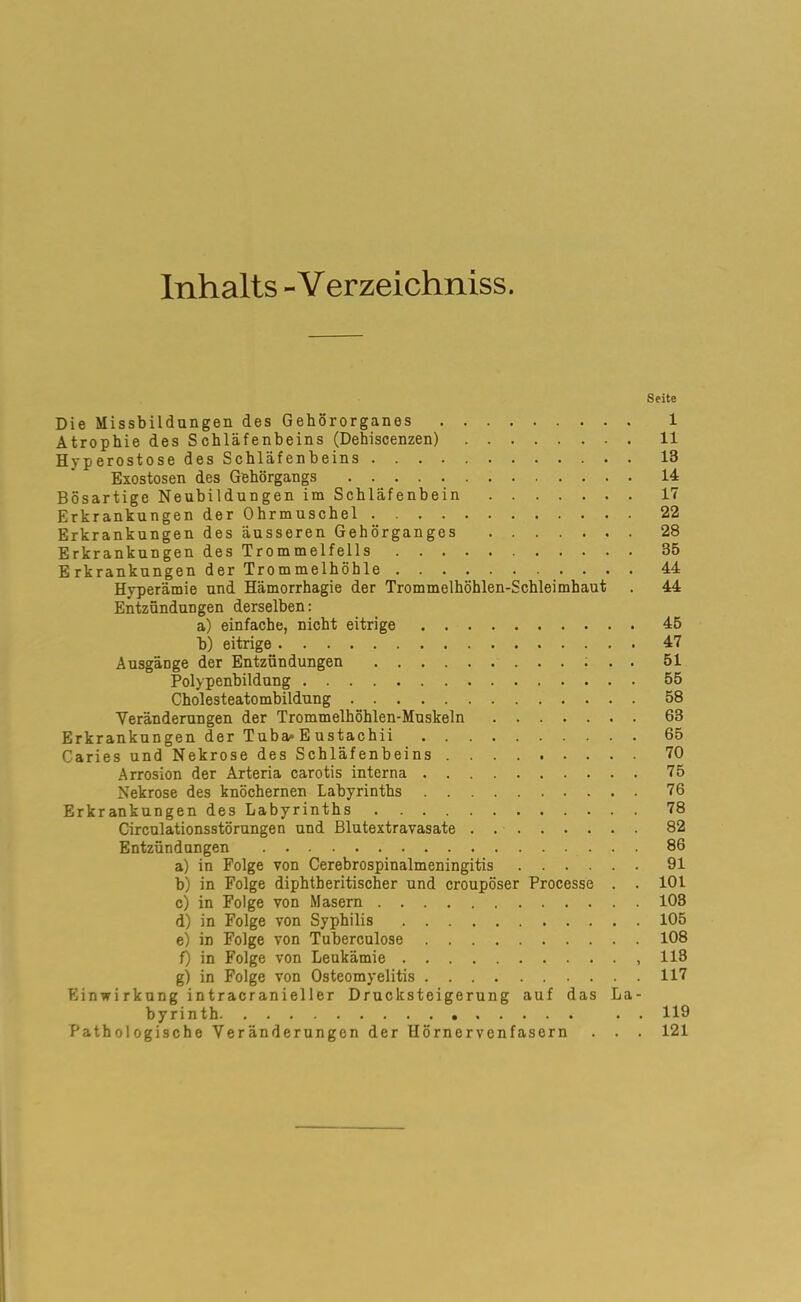 Inhalts-Verzeichniss.
Seite
Die Missbildungen des Gehörorganes . . . . . . . . . 1
Atrophie des Schläfenbeins (Dehiscenzen) . . . . . . . . 11
Hyperostose des Schläfenbeins . . . . . . . . . . . . 13
Exostosen des Gehörgangs . . . . . . . . . . . . . 14
Bösartige Neubildungen im Schläfenbein . . . . . . . 17
Erkrankungen der Ohrmuschel . . . . . . . . . . . . 22
Erkrankungen des äusseren Gehörganges . . . . . . . 28
Erkrankungen des Trommelfells . . . . . . . . . . . 35
Erkrankungen der Trommelhöhle . . . . . . . . . . . 44
Hyperämie und Hämorrhagie der Trommelhöhlen-Schleimhaut . 44
Entzündungen derselben:
a) einfache, nicht eitrige . . . . . . . . . . 45
b) eitrige . . . . . . . . . . . . . . . . 47
Ausgänge der Entzündungen . . . . . . . . . . . . 51
Polypenbildung . . . . . . . . . . . . . . . 55
Cholesteatombildung . . . . . . . . . . . . . 58
Veränderungen der Trommelhöhlen-Muskeln . . . . . . . 63
Erkrankungen der Tuba Eustachii . . . . . . . . . . 65
Caries und Nekrose des Schläfenbeins . . . . . . . . . 70
Arrosion der Arteria carotis interna . . . . . . . . . . 75
Nekrose des knöchernen Labyrinths . . . . . . . . . . 76
Erkrankungen des Labyrinths . . . . . . . . . . . . 78
Circulationsstörungen und Blutextravasate . . . . . . . . 82
Entzündungen . . . . . . . . . . . . . . . . . 86
a) in Folge von Cerebrospinalmeningitis . . . . . . 91
b) in Folge diphtheritischer und croupöser Processe . . 101
c) in Folge von Masern . . . . . . . . . . . . 103
d) in Folge von Syphilis . . . . . . . . . . . 105
e) in Folge von Tuberculose . . . . . . . . . . 108
f) in Folge von Leukämie . . . . . . . . . . , 113
g) in Folge von Osteomyelitis . . . . . . . . . . 117
Einwirkung intracranieller Drucksteigerung auf das La-
byrinth. . . . . . . . . . . . . . . . . . . 119
Pathologische Veränderungen der Hörnervenfasern . . . 121